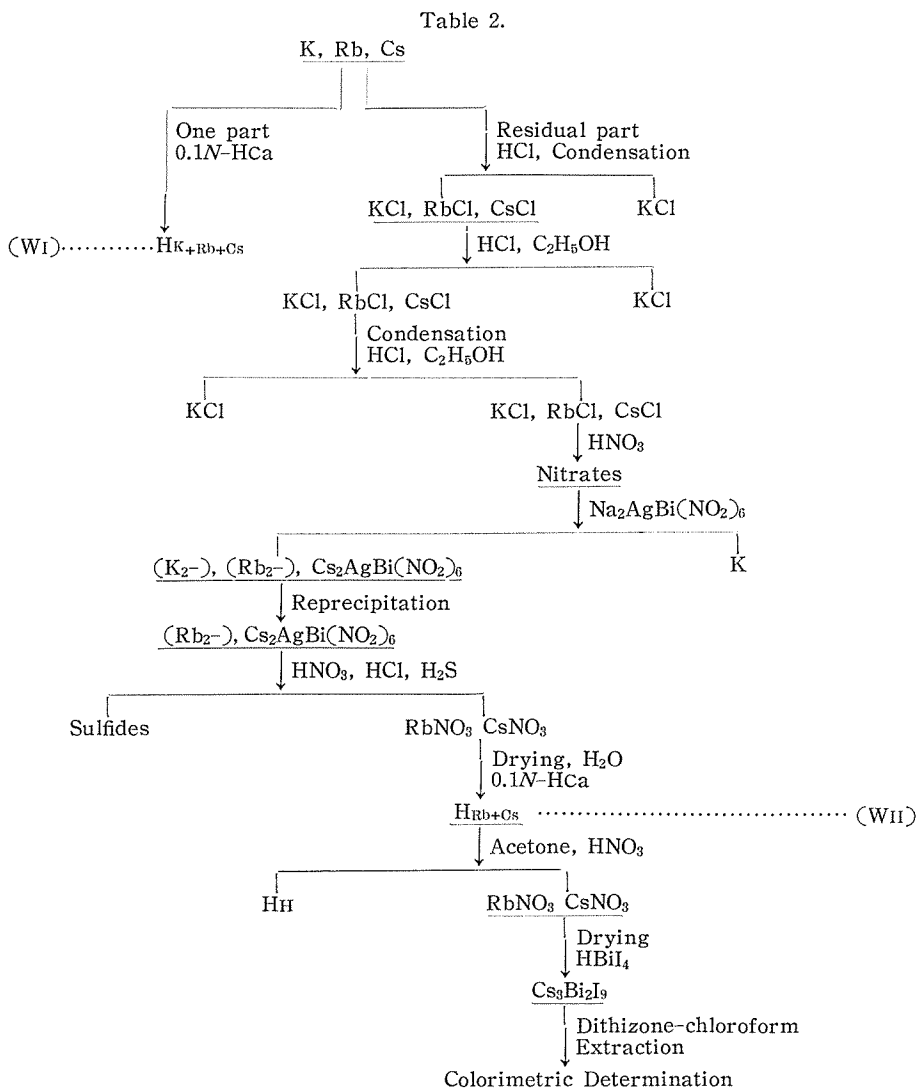 Table 2.
K, Rb, Cs
One part
0.1N-HCa
Residual part
HCl, Condensation
KCl, RbCl, CsCl
KCl
(WI)············HK+Rb+Cs
HCl, C2H5OH
KCl, RbCl, CsCl
KCl
Condensation
HCl, C2H5OH
KCl
KCl, RbCl, CsCl
HNO3
Nitrates
Na2AgBi(NO2)6
(K2–), (Rb2–), Cs2AgBi(NO2)6
K
Reprecipitation
(Rb2–), Cs2AgBi(NO2)6
HNO3, HCl, H2S
Sulfides
RbNO3 CsNO3
Drying, H2O
0.1N-HCa
HRb+Cs ································ (WII)
Acetone, HNO3
HH
RbNO3 CsNO3
Drying
HBiI4
Cs3Bi2I9
Dithizone-chloroform
Extraction
Colorimetric Determination